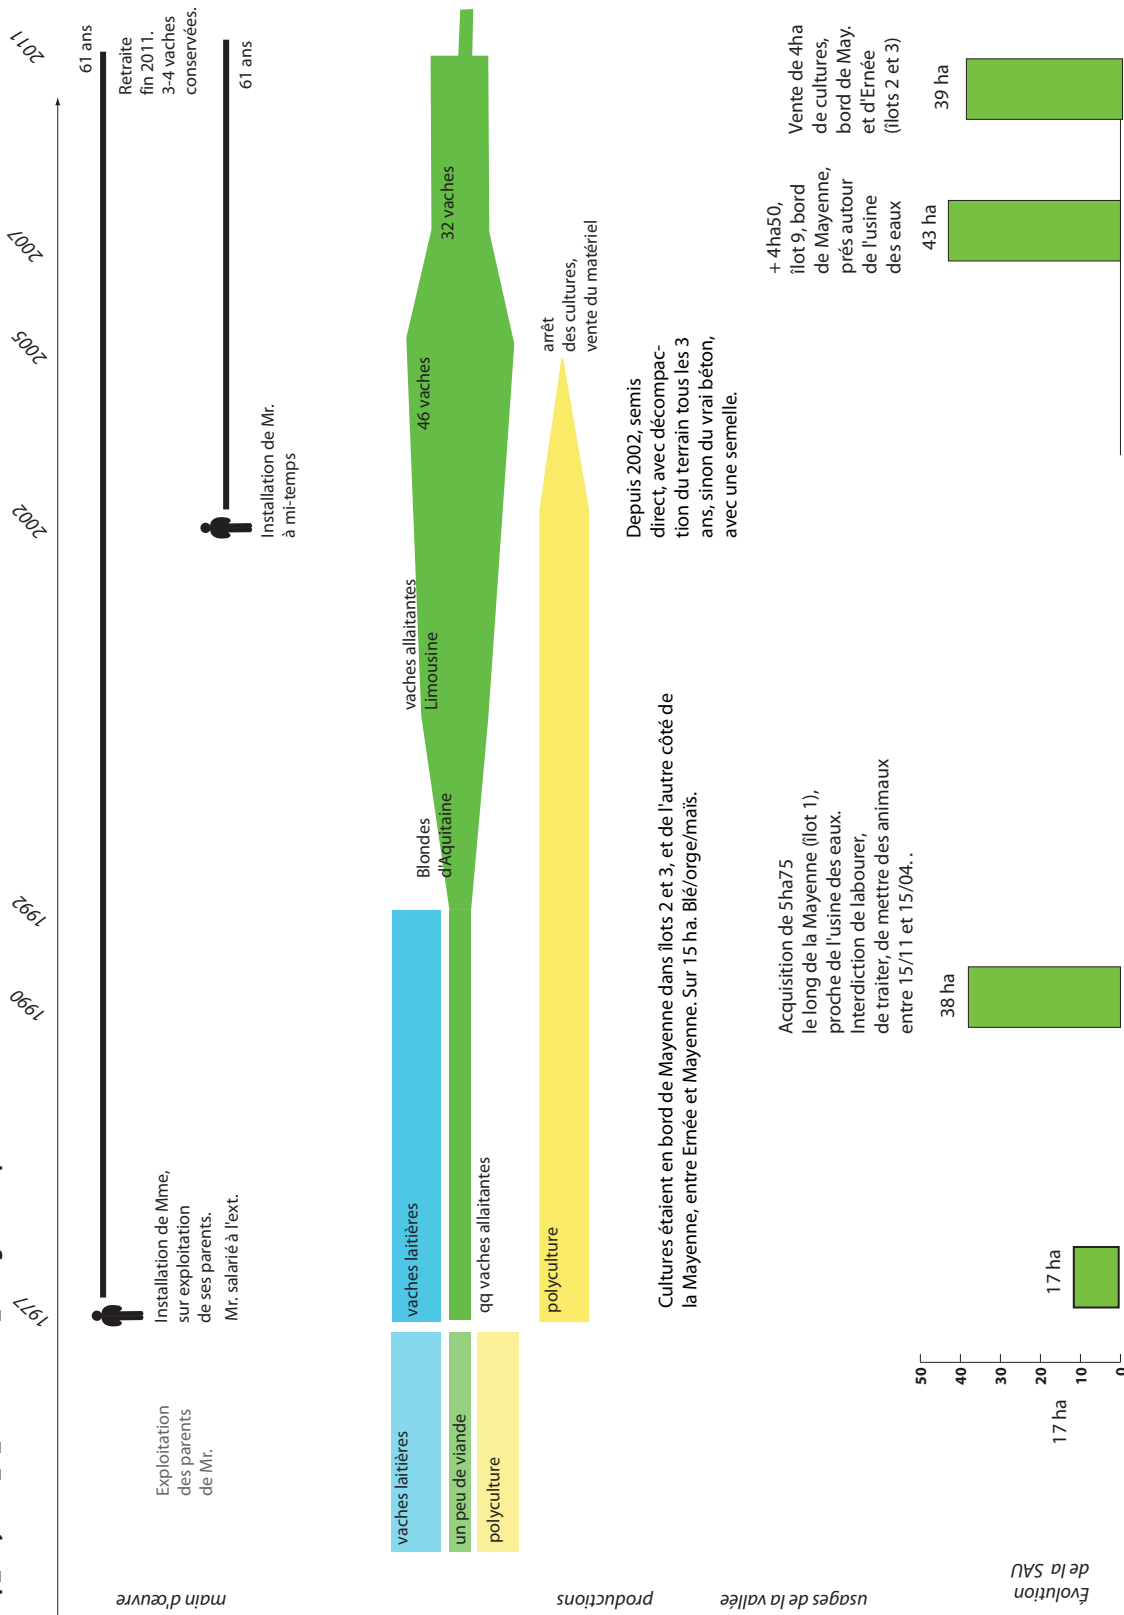 1977
1990
1992
2002
2005
2007
2011
main d'œuvre
Exploitation
des parents
de Mr.
Installation de Mme,
sur exploitation
de ses parents.
Mr. salarié à l'ext.
Installation de Mr.
à mi-temps
61 ans
Retraite
fin 2011.
3-4 vaches
conservées.
61 ans
productions
vaches laitières
un peu de viande
polyculture
vaches laitières
qq vaches allaitantes
polyculture
Blondes
d'Aquitaine
vaches allaitantes
Limousine
46 vaches
32 vaches
arrêt
des cultures,
vente du matériel
usages de la vallée
Cultures étaient en bord de Mayenne dans îlots 2 et 3, et de l'autre côté de
la Mayenne, entre Ernée et Mayenne. Sur 15 ha. Blé/orge/maïs.
Depuis 2002, semis
direct, avec décompac-
tion du terrain tous les 3
ans, sinon du vrai béton,
avec une semelle.
Évolution
de la SAU
17 ha
50
40
30
20
10
0
17 ha
Acquisition de 5ha75
le long de la Mayenne (îlot 1),
proche de l'usine des eaux.
Interdiction de labourer,
de traiter, de mettre des animaux
entre 15/11 et 15/04. .
38 ha
+ 4ha50,
îlot 9, bord
de Mayenne,
prés autour
de l'usine
des eaux
43 ha
Vente de 4ha
de cultures,
bord de May.
et d'Ernée
(îlots 2 et 3)
39 ha